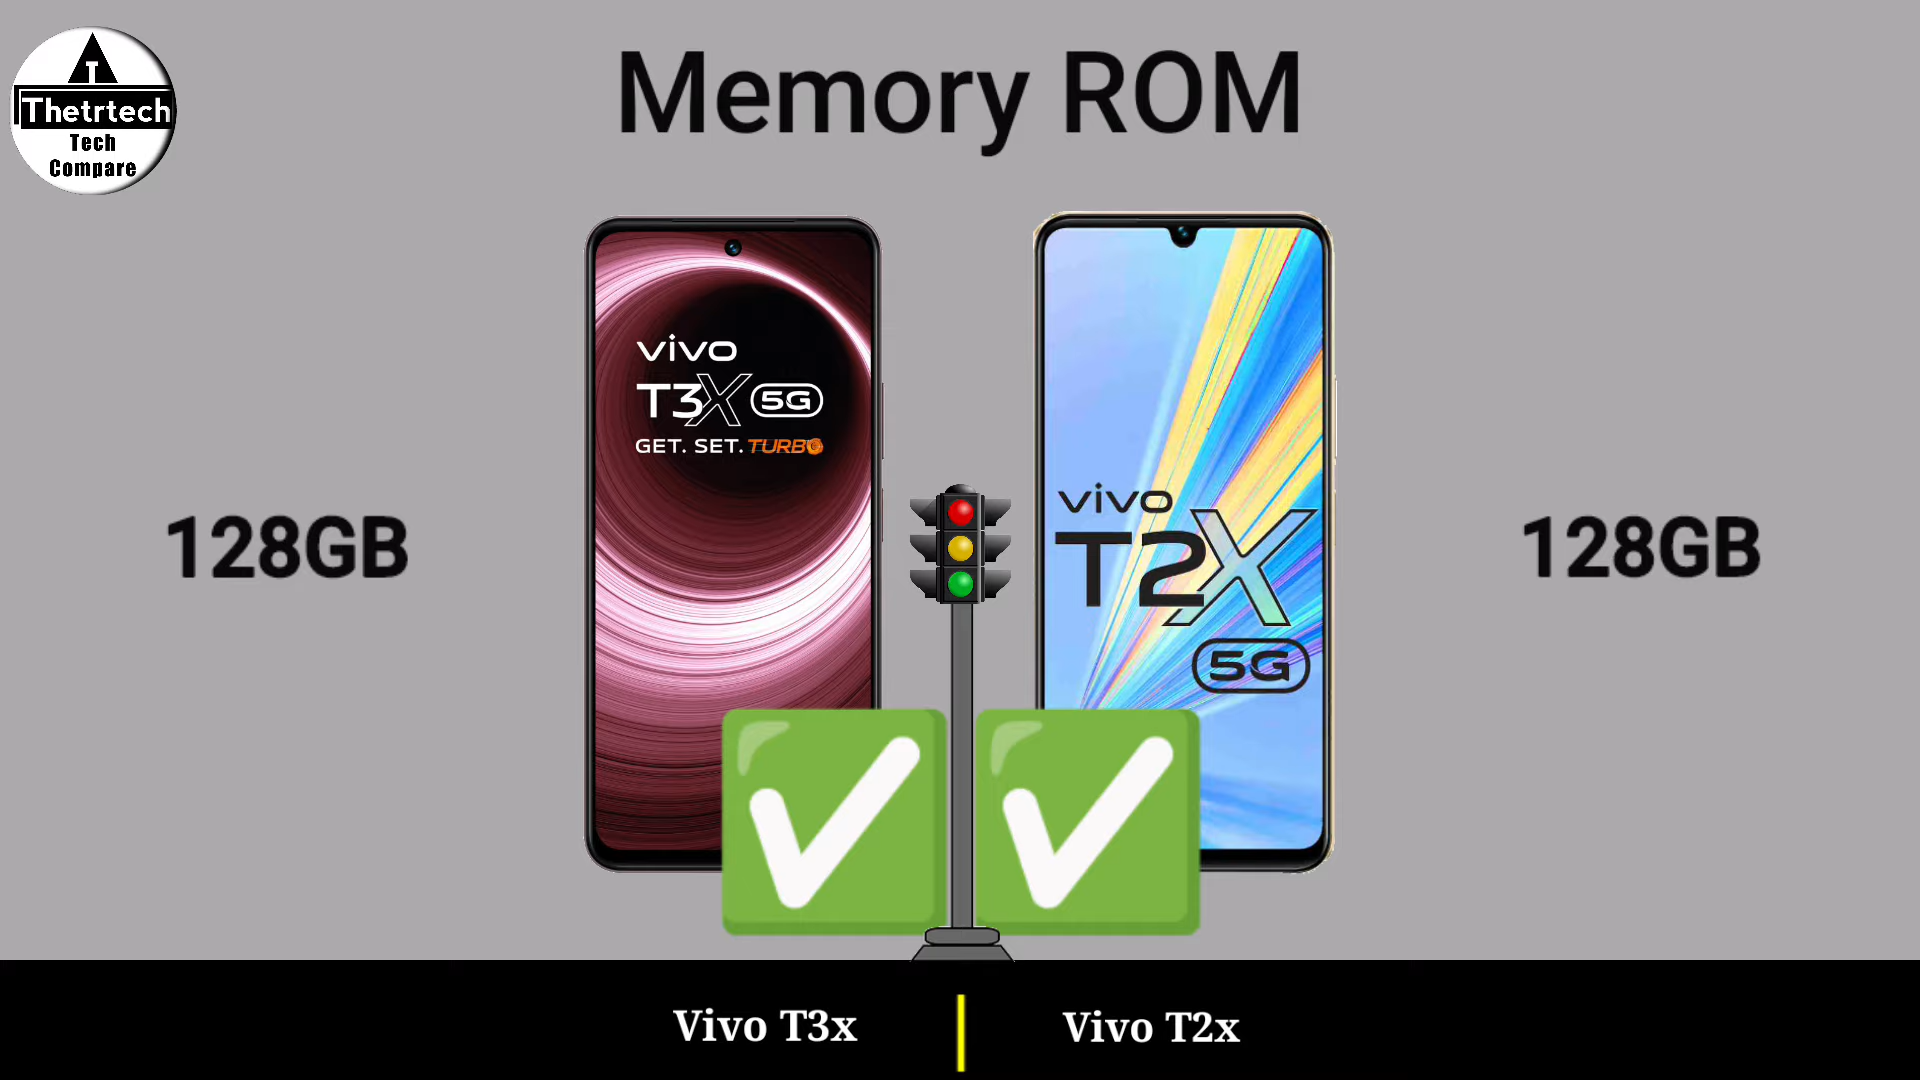 T
Thetrtech
Tech
Compare
Memory ROM
vivo
T3X 5G
GET. SET. TURBO
vivo
T2X
5G
128GB
128GB
Vivo T3x
Vivo T2x